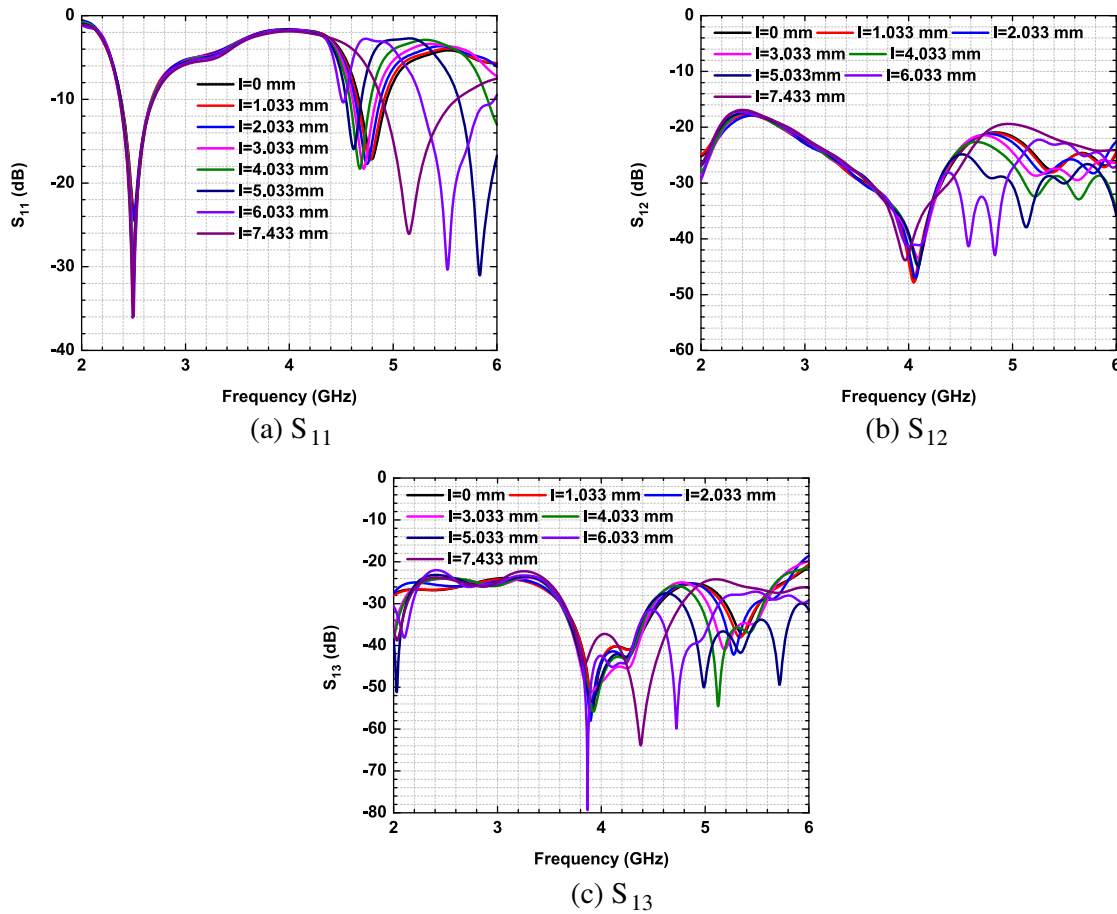 0
-10
-20
-30
-40
S11 (dB)
l=0 mm
l=1.033 mm
l=2.033 mm
l=3.033 mm
l=4.033 mm
l=5.033mm
l=6.033 mm
l=7.433 mm
2 3 4 5 6
Frequency (GHz)
(a) S11
0
-10
-20
-30
-40
-50
-60
S12 (dB)
l=0 mm l=1.033 mm l=2.033 mm
l=3.033 mm l=4.033 mm
l=5.033mm l=6.033 mm
l=7.433 mm
2 3 4 5 6
Frequency (GHz)
(b) S12
0
-10
-20
-30
-40
-50
-60
-70
-80
S13 (dB)
l=0 mm l=1.033 mm l=2.033 mm
l=3.033 mm l=4.033 mm
l=5.033 mm l=6.033 mm
l=7.433 mm
2 3 4 5 6
Frequency (GHz)
(c) S13